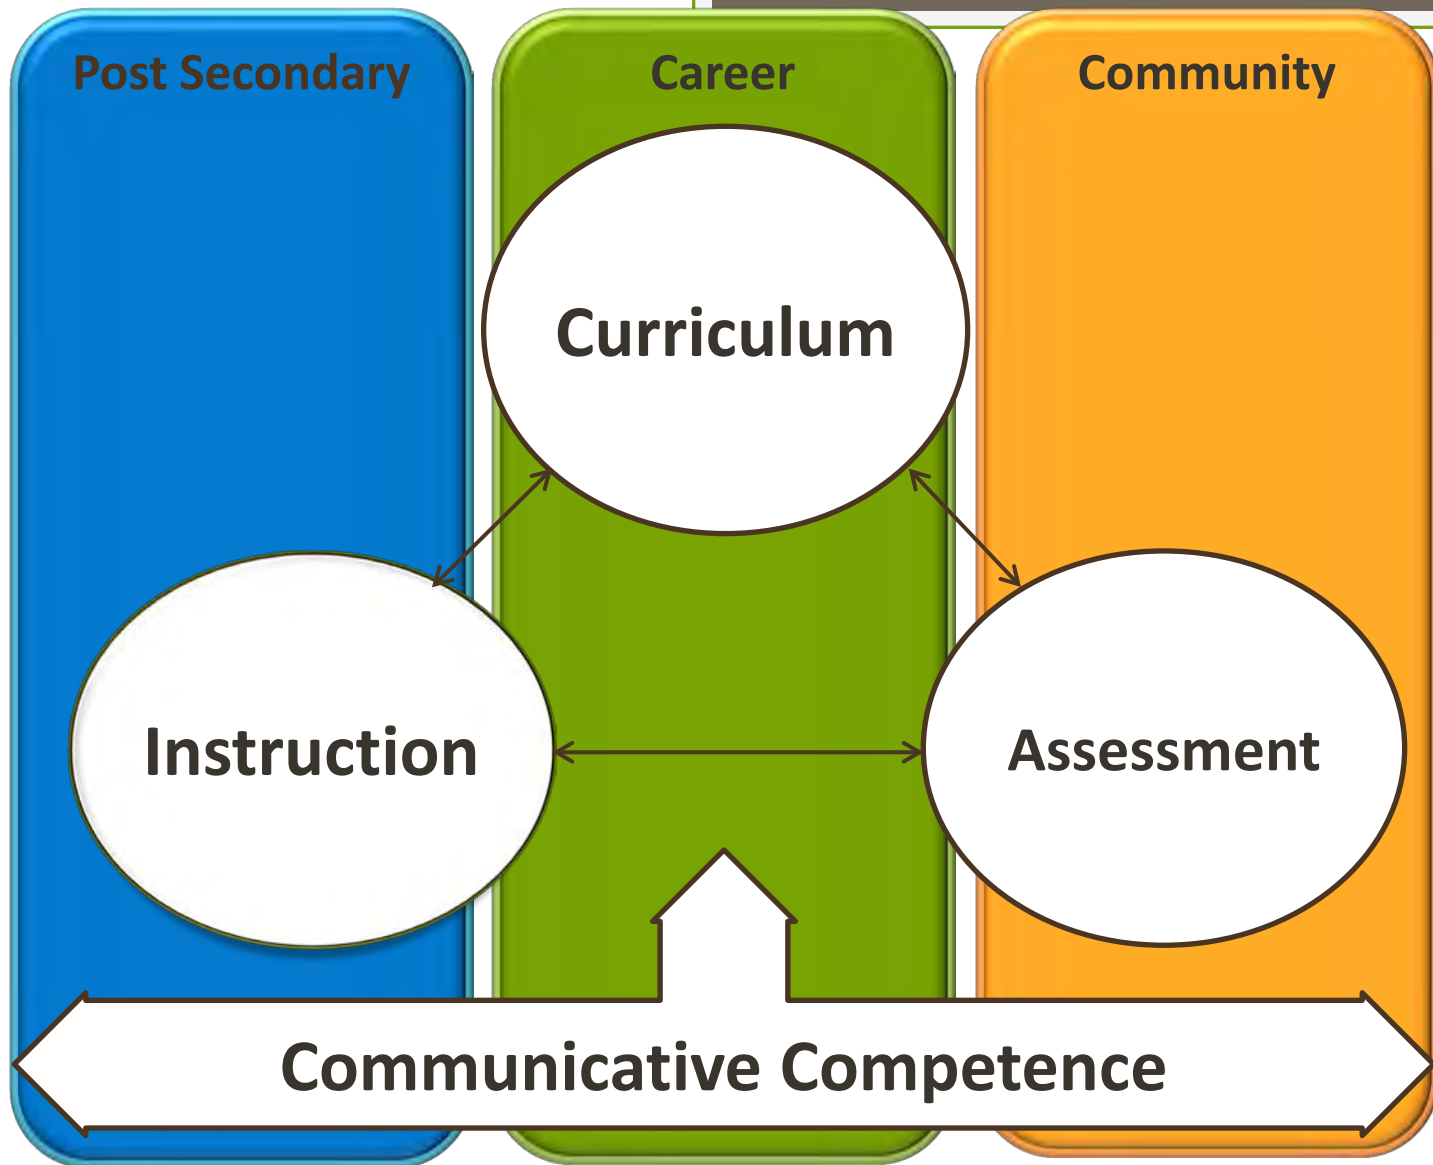 Post Secondary
Career
Community
Curriculum
Instruction
Assessment
Communicative Competence